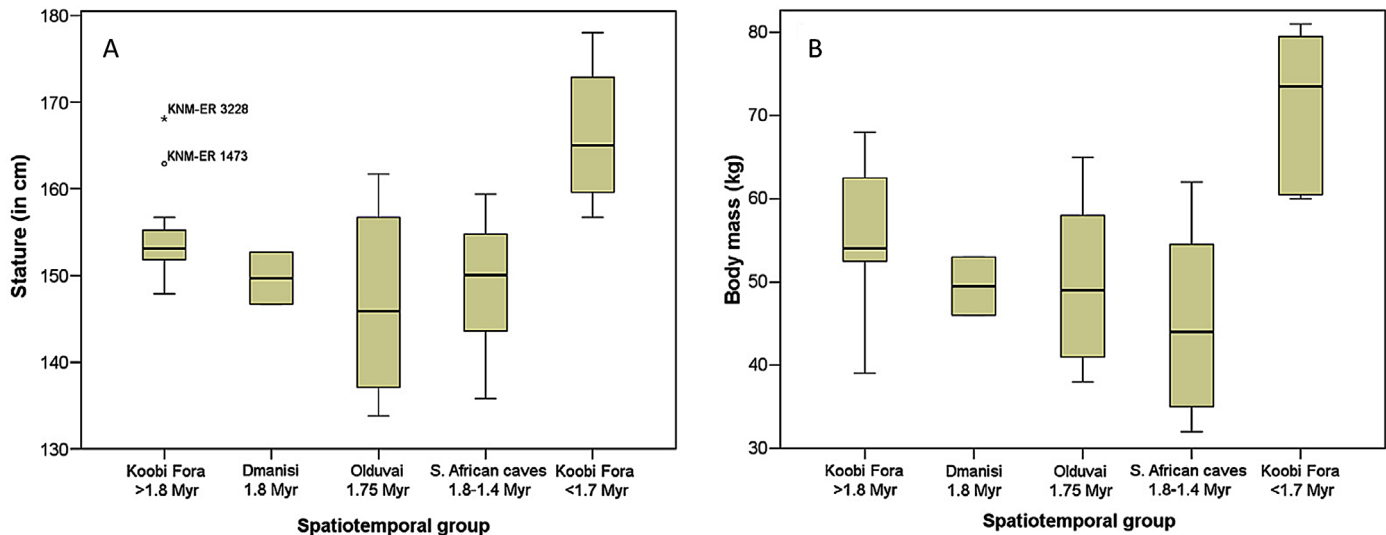 A
Stature (in cm)
180
170
160
150
140
130
* KNM-ER 3228
KNM-ER 1473
Koobi Fora
>1.8 Myr
Dmanisi
1.8 Myr
Olduvai
1.75 Myr
S. African caves
1.8-1.4 Myr
Koobi Fora
<1.7 Myr
Spatiotemporal group
B
Body mass (kg)
80
70
60
50
40
30
Koobi Fora
>1.8 Myr
Dmanisi
1.8 Myr
Olduvai
1.75 Myr
S. African caves
1.8-1.4 Myr
Koobi Fora
<1.7 Myr
Spatiotemporal group